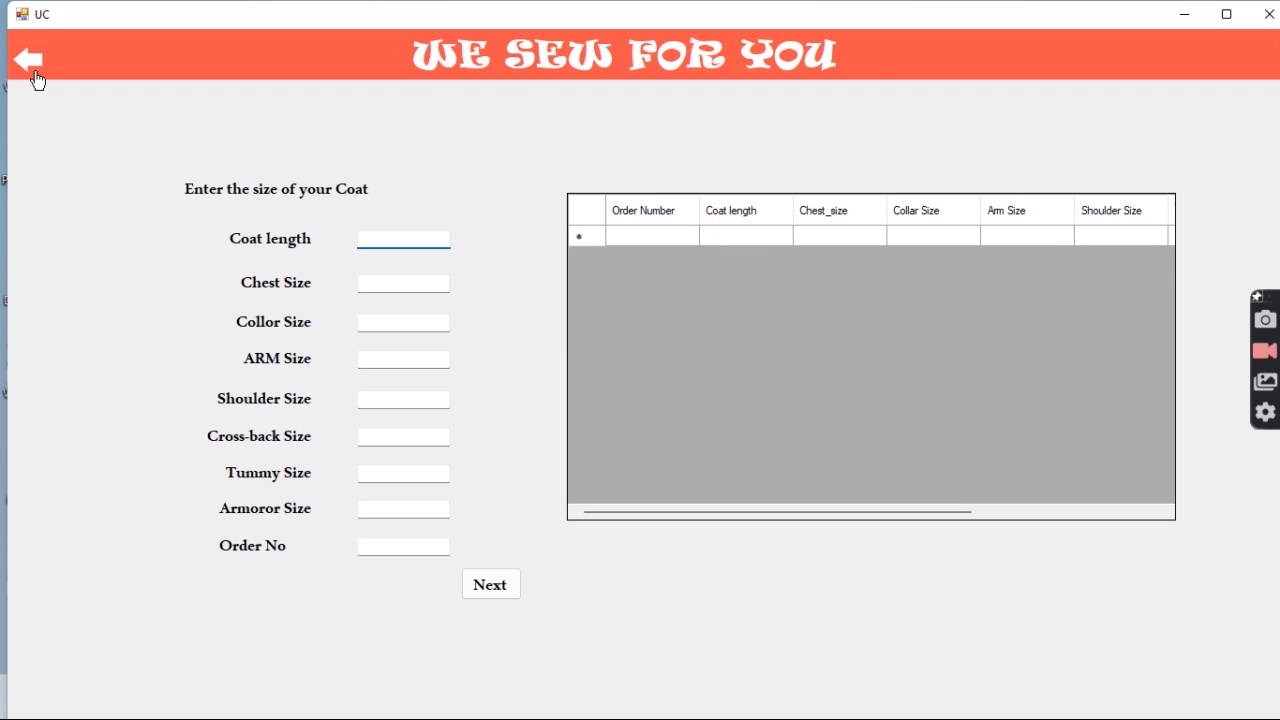 UC
WE SEW FOR YOU
Enter the size of your Coat
Coat length
Chest Size
Collor Size
ARM Size
Shoulder Size
Cross-back Size
Tummy Size
Armoror Size
Order No
Next
Order Number Coat length Chest_size Collar Size Arm Size Shoulder Size